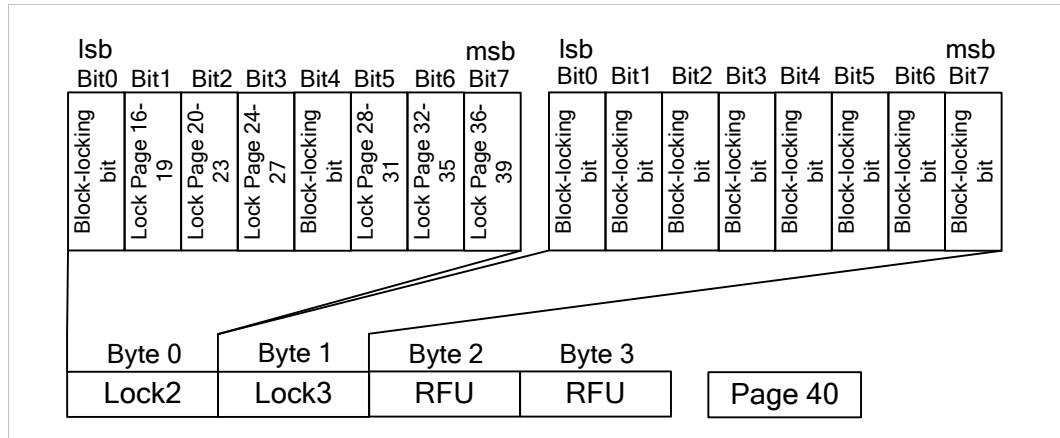 lsb msb lsb msb
Bit0 Bit1 Bit2 Bit3 Bit4 Bit5 Bit6 Bit7 Bit0 Bit1 Bit2 Bit3 Bit4 Bit5 Bit6 Bit7
Block-locking
bit
Lock Page 16-
19
Lock Page 20-
23
Lock Page 24-
27
Block-locking
bit
Lock Page 28-
31
Lock Page 32-
35
Lock Page 36-
39
Block-locking
bit
Block-locking
bit
Block-locking
bit
Block-locking
bit
Block-locking
bit
Block-locking
bit
Block-locking
bit
Block-locking
bit
Byte 0 Byte 1 Byte 2 Byte 3
Lock2 Lock3 RFU RFU Page 40